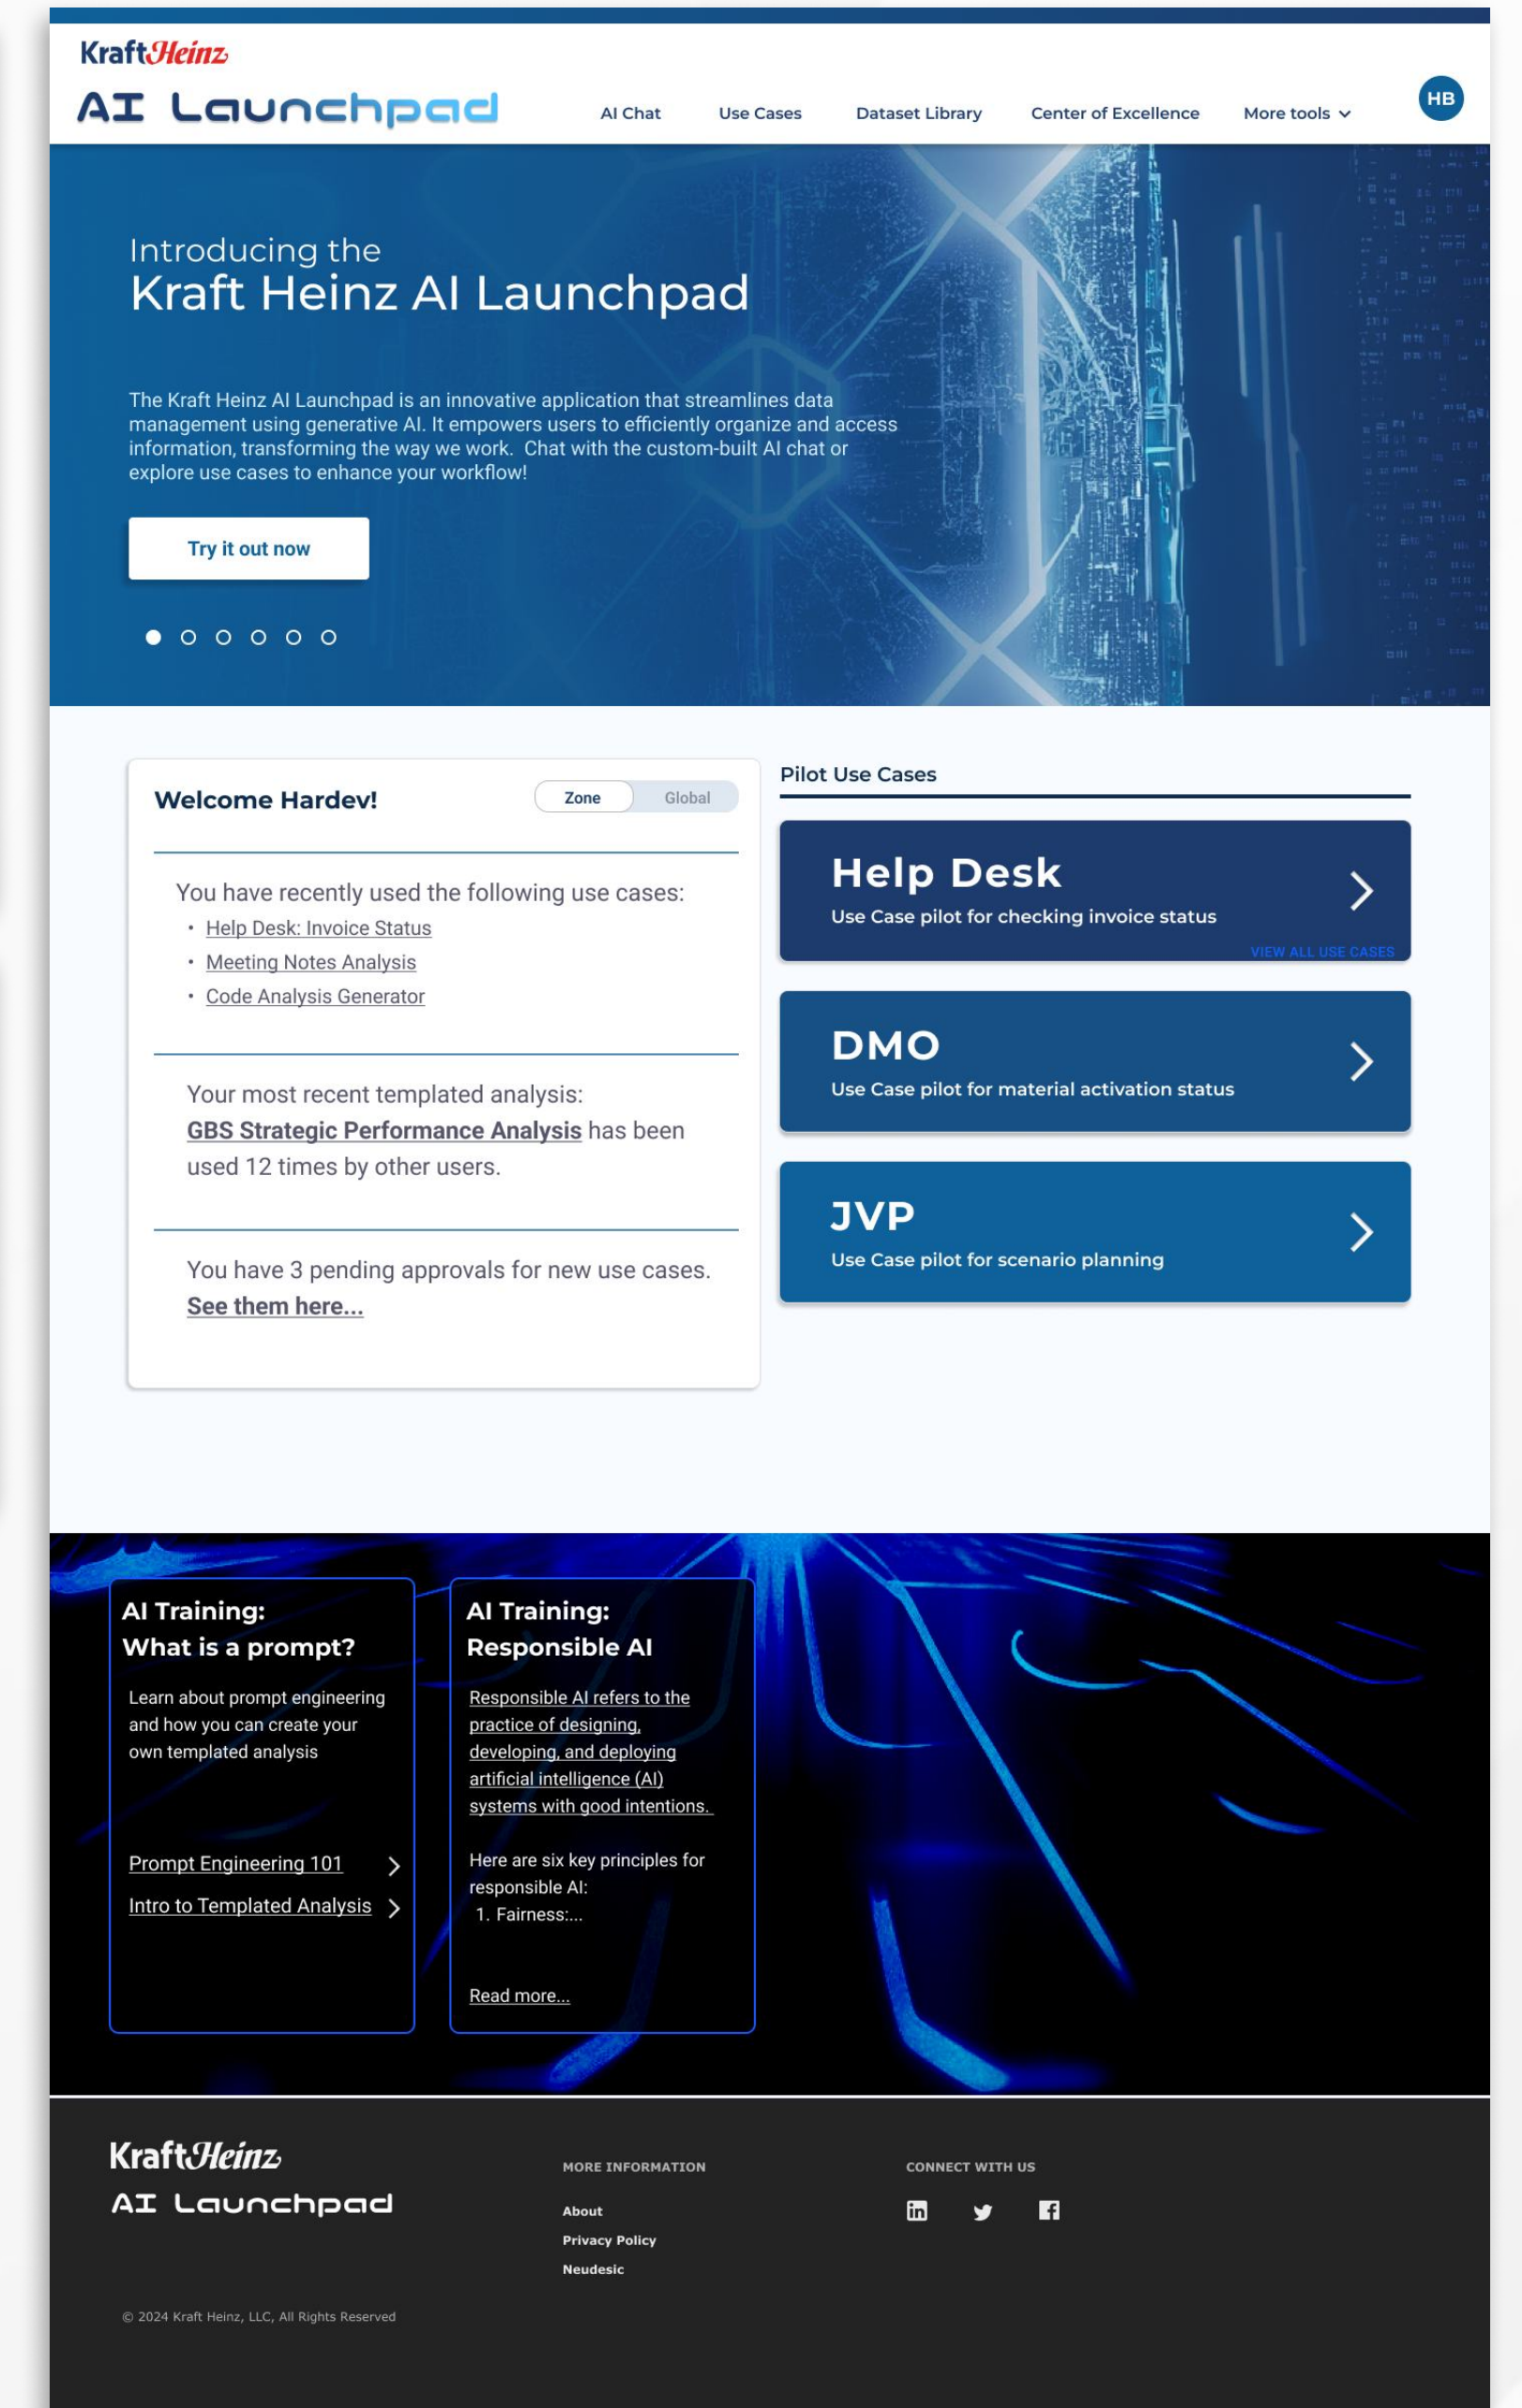 KraftHeinz
AI Launchpad
AI Chat
Use Cases
Dataset Library
Center of Excellence
More tools
HB
Introducing the
Kraft Heinz AI Launchpad
The Kraft Heinz AI Launchpad is an innovative application that streamlines data
management using generative AI. It empowers users to efficiently organize and access
information, transforming the way we work. Chat with the custom-built AI chat or
explore use cases to enhance your workflow!
Try it out now
Welcome Hardev!
Zone
Global
You have recently used the following use cases:
• Help Desk: Invoice Status
• Meeting Notes Analysis
• Code Analysis Generator
Your most recent templated analysis:
GBS Strategic Performance Analysis has been
used 12 times by other users.
You have 3 pending approvals for new use cases.
See them here...
Pilot Use Cases
Help Desk
Use Case pilot for checking invoice status
VIEW ALL USE CASES
DMO
Use Case pilot for material activation status
JVP
Use Case pilot for scenario planning
AI Training:
What is a prompt?
Learn about prompt engineering
and how you can create your
own templated analysis
Prompt Engineering 101
Intro to Templated Analysis
AI Training:
Responsible AI
Responsible AI refers to the
practice of designing,
developing, and deploying
artificial intelligence (AI)
systems with good intentions.
Here are six key principles for
responsible AI:
1. Fairness:...
Read more...
KraftHeinz
AI Launchpad
© 2024 Kraft Heinz, LLC, All Rights Reserved
MORE INFORMATION
About
Privacy Policy
Neudesic
CONNECT WITH US